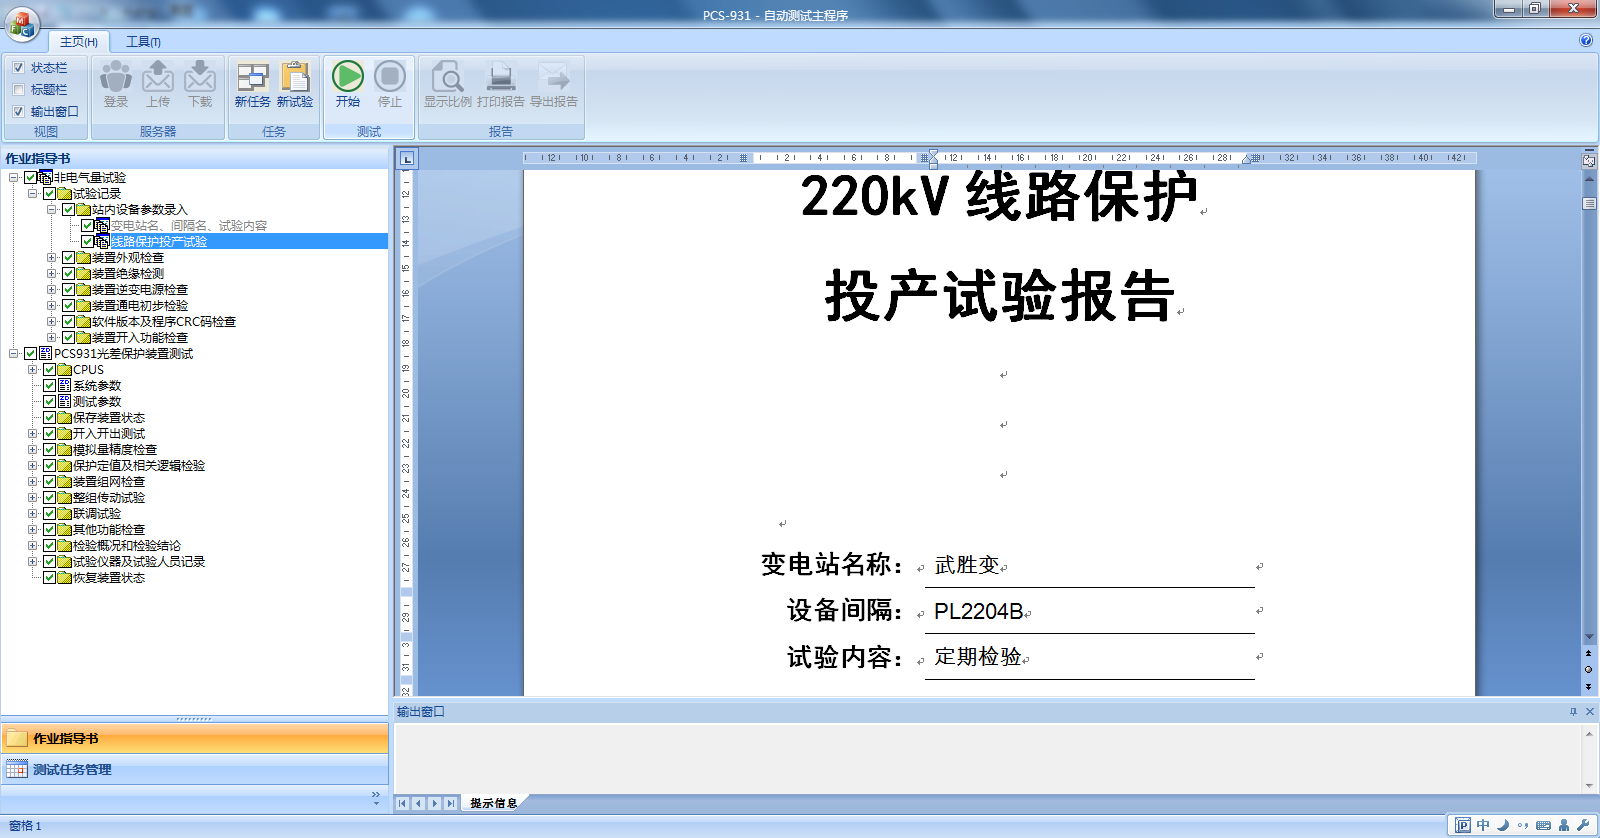 PCS-931 - 自动测试主程序
主页(H) 工具(T)
状态栏
标题栏
输出窗口
视图
登录 上传 下载
服务器
新任务 新试验
任务
开始 停止
测试
显示比例 打印报告 导出报告
报告
作业指导书
非电气量试验
试验记录
站内设备参数录入
变电站名、间隔名、试验内容
线路保护投产试验
装置外观检查
装置绝缘检测
装置逆变电源检查
装置通电初步检验
软件版本及程序CRC码检查
装置开入功能检查
PCS931光差保护装置测试
CPUS
系统参数
测试参数
保存装置状态
开入开出测试
模拟量精度检查
保护定值及相关逻辑检验
装置组网检查
整组传动试验
联调试验
其他功能检查
检验概况和检验结论
试验仪器及试验人员记录
恢复装置状态
作业指导书
测试任务管理
220kV 线路保护
投产试验报告
变电站名称： 武胜变
设备间隔： PL2204B
试验内容： 定期检验
输出窗口
提示信息
窗格 1
中